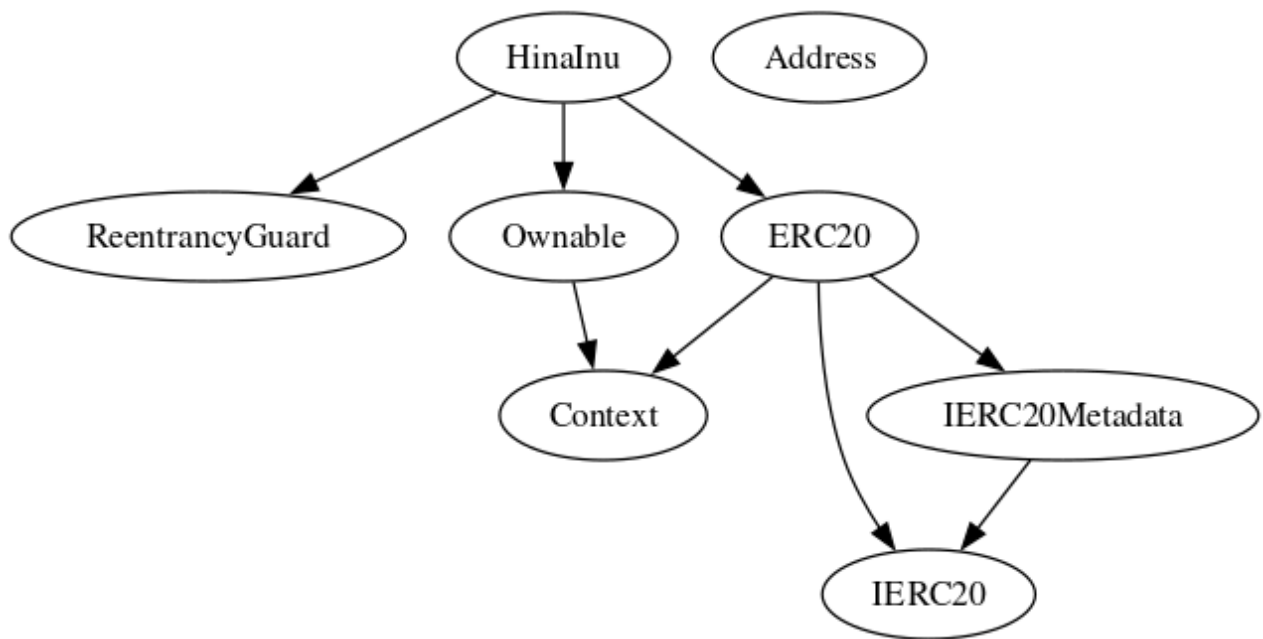 HinaInu
Address
ReentrancyGuard
Ownable
ERC20
Context
IERC20Metadata
IERC20